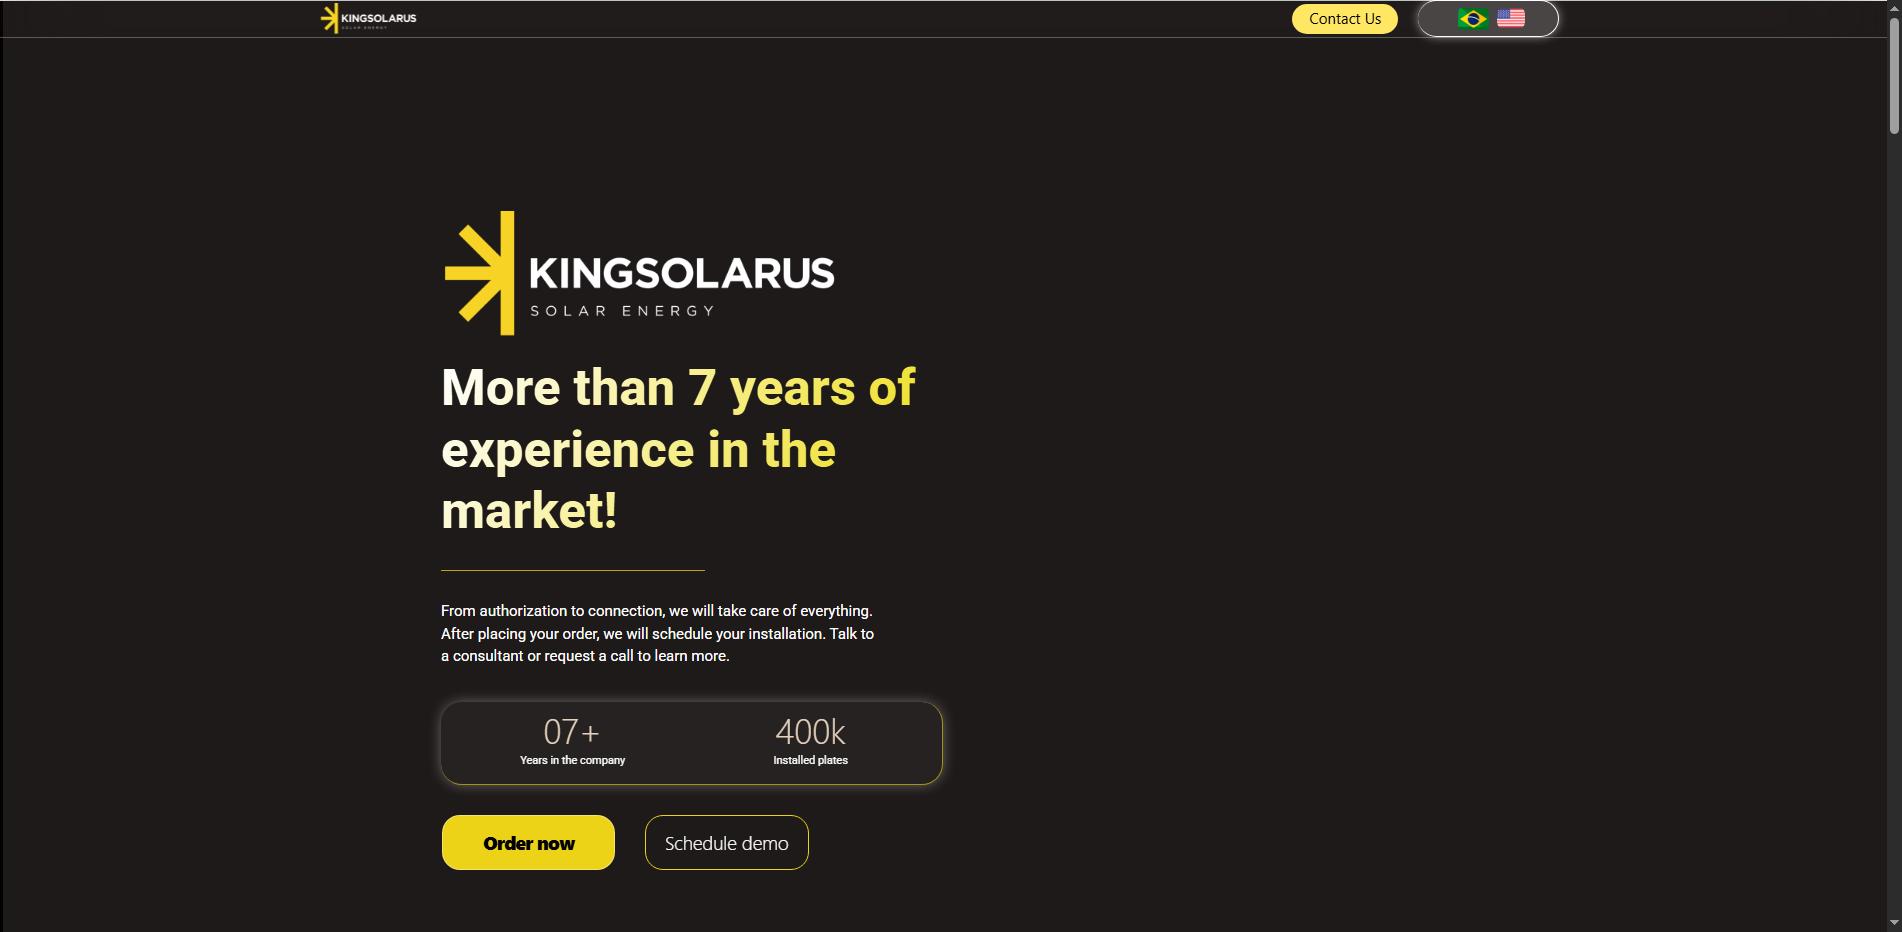 KINGSOLARUS
SOLAR ENERGY
Contact Us
KINGSOLARUS
SOLAR ENERGY
More than 7 years of
experience in the
market!
From authorization to connection, we will take care of everything.
After placing your order, we will schedule your installation. Talk to
a consultant or request a call to learn more.
07+
400k
Years in the company
Installed plates
Order now
Schedule demo